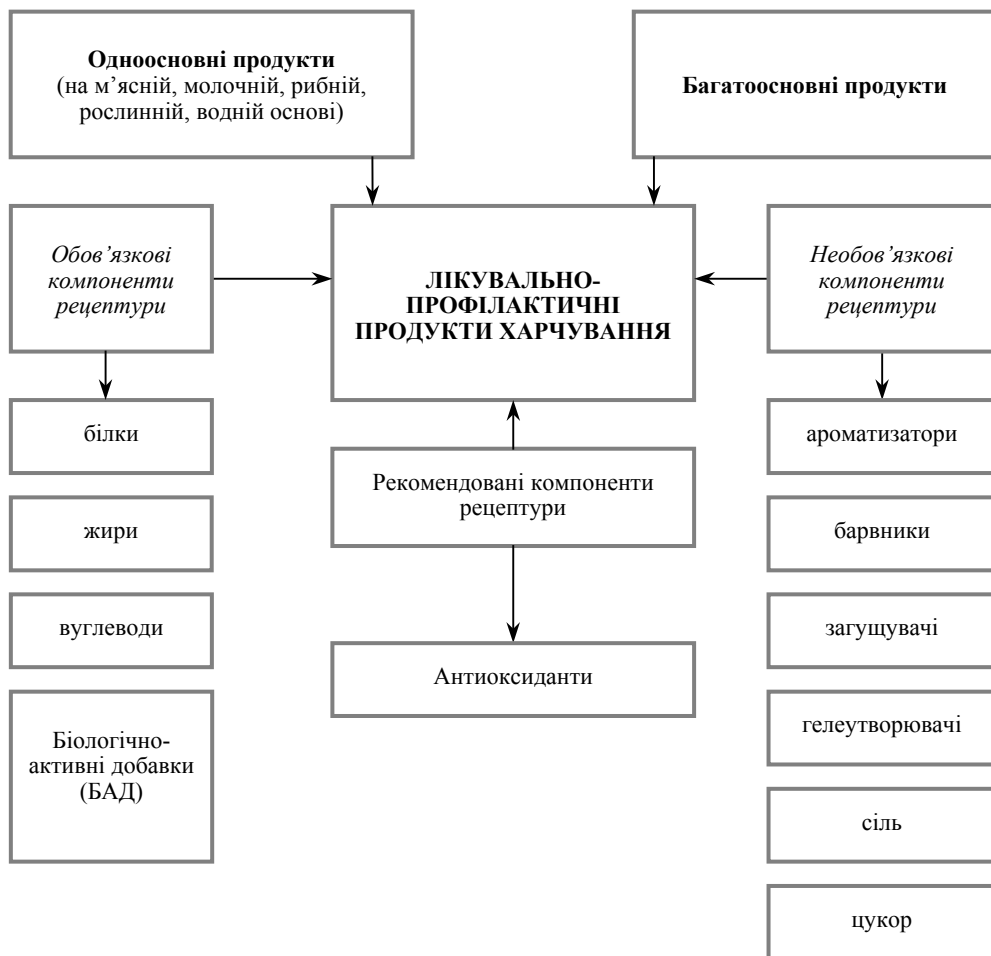 Одноосновні продукти
(на м’ясній, молочній, рибній,
рослинній, водній основі)
Багатоосновні продукти
Обов’язкові
компоненти
рецептури
ЛІКУВАЛЬНО-
ПРОФІЛАКТИЧНІ
ПРОДУКТИ ХАРЧУВАННЯ
Необов’язкові
компоненти
рецептури
білки
жири
вуглеводи
Біологічно-
активні добавки
(БАД)
Рекомендовані компоненти
рецептури
Антиоксиданти
ароматизатори
барвники
загущувачі
гелеутворювачі
сіль
цукор